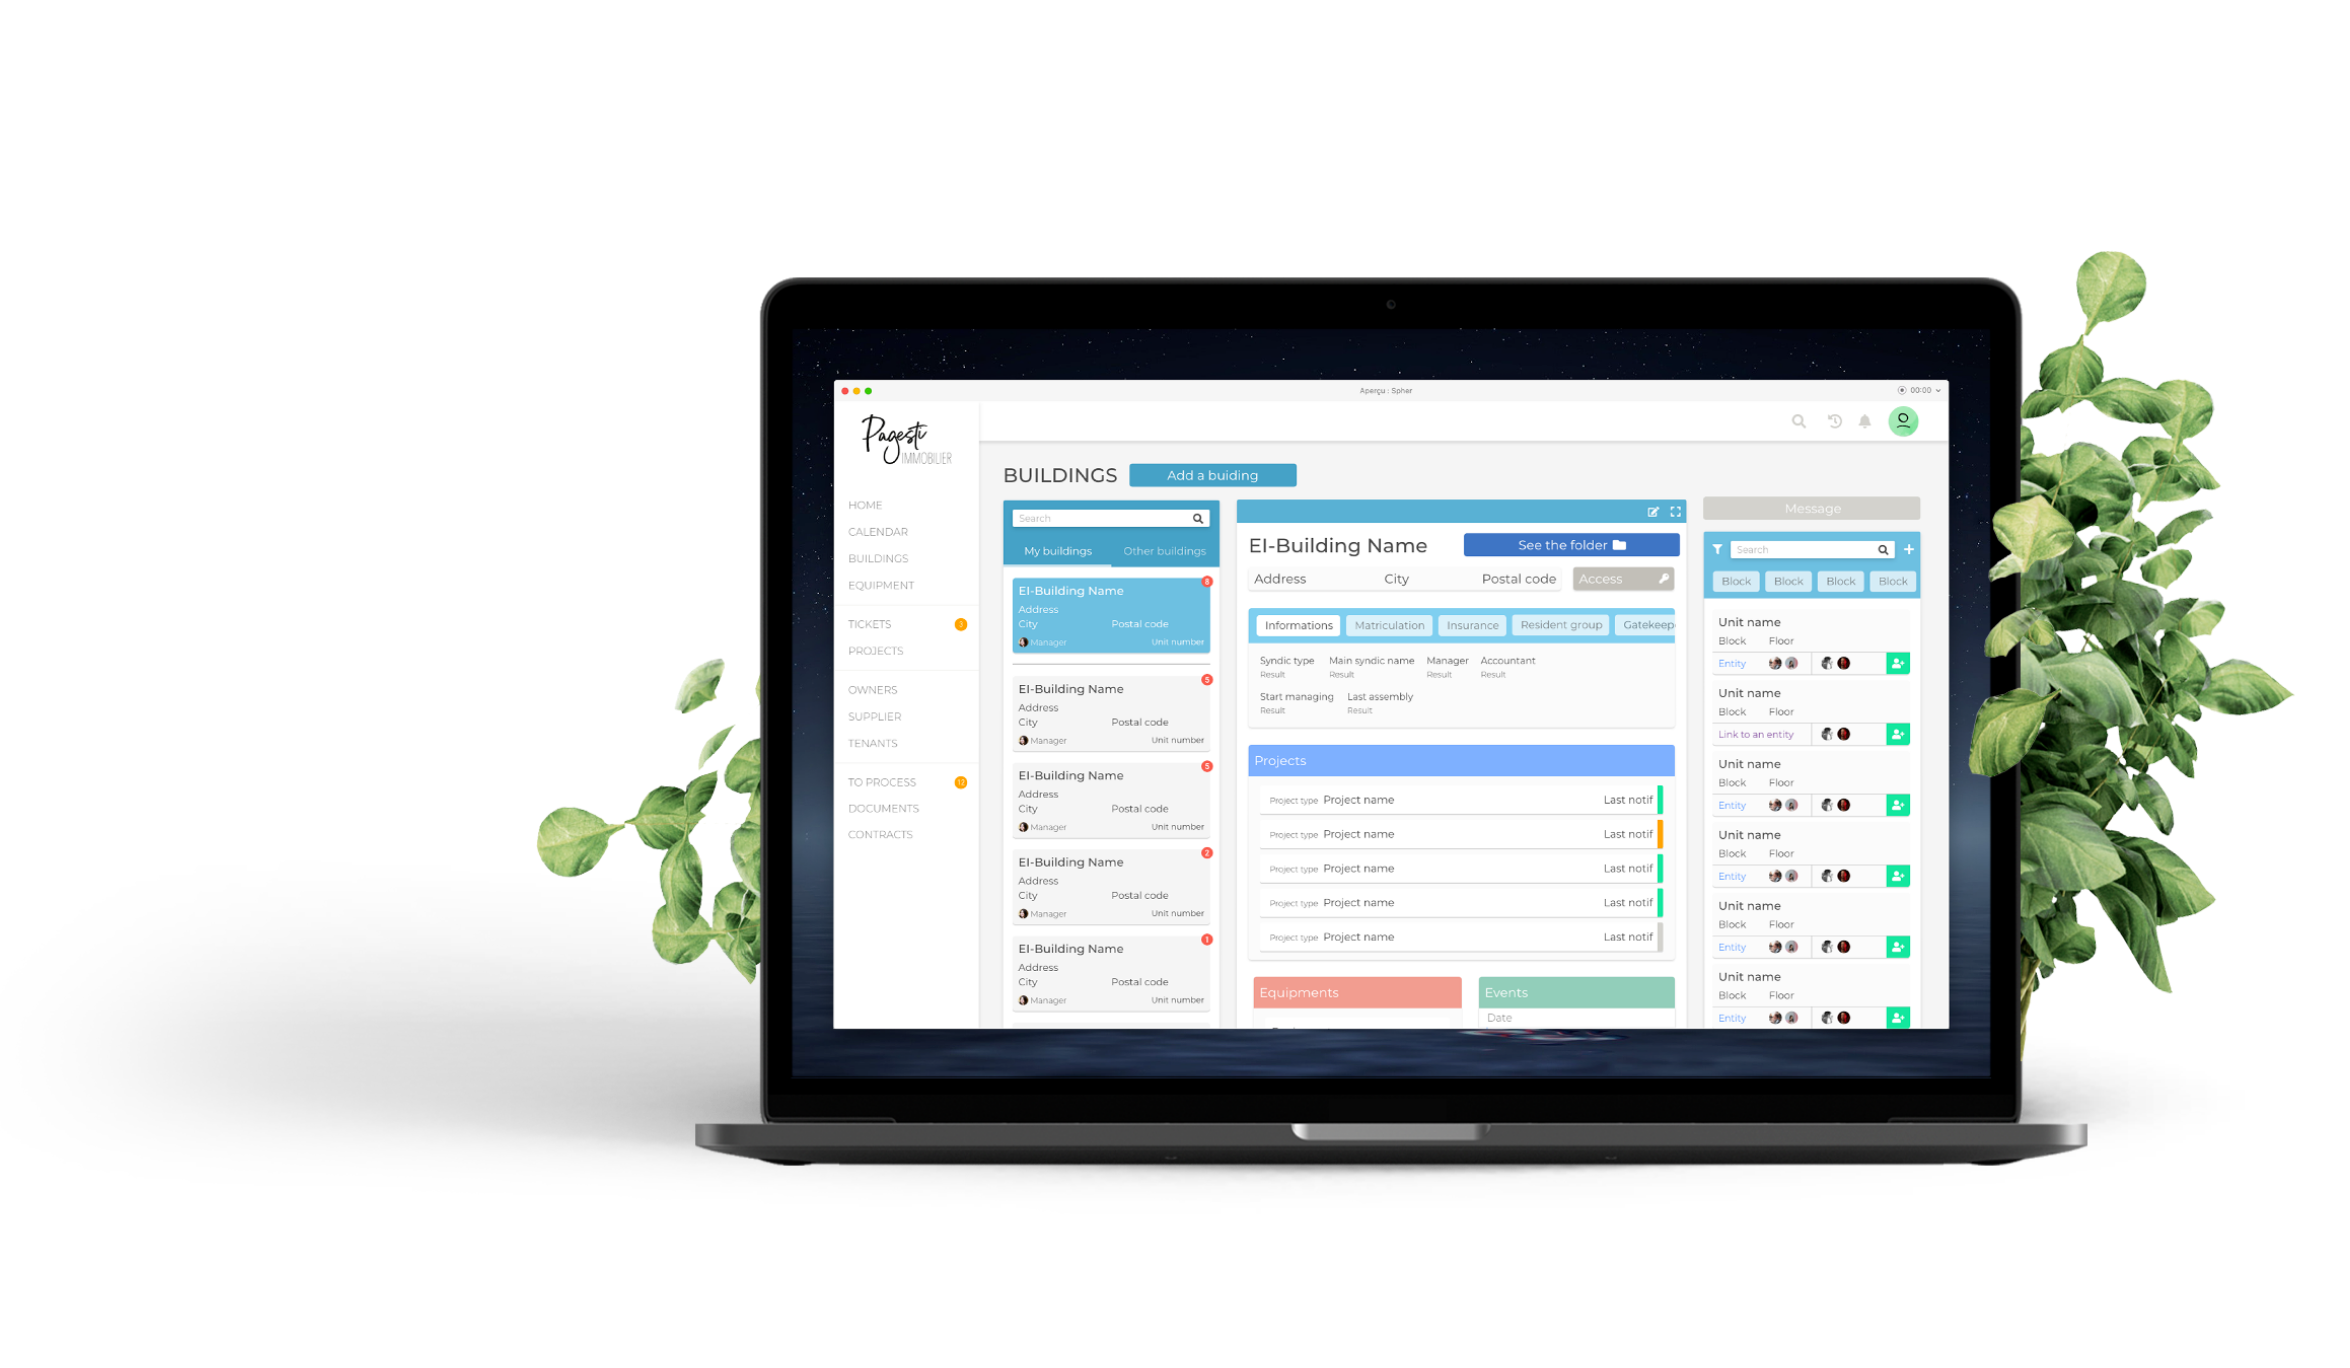 Aperçu : Spher
00:00
Pagesti
IMMOBILIER
HOME
CALENDAR
BUILDINGS
EQUIPMENT
TICKETS 3
PROJECTS
OWNERS
SUPPLIER
TENANTS
TO PROCESS 12
DOCUMENTS
CONTRACTS
BUILDINGS
Add a buiding
Search
My buildings Other buildings
8
EI-Building Name
Address
City Postal code
Manager Unit number
5
EI-Building Name
Address
City Postal code
Manager Unit number
5
EI-Building Name
Address
City Postal code
Manager Unit number
2
EI-Building Name
Address
City Postal code
Manager Unit number
1
EI-Building Name
Address
City Postal code
Manager Unit number
EI-Building Name
See the folder
Address City Postal code Access
Informations Matriculation Insurance Resident group Gatekeep
Syndic type Main syndic name Manager Accountant
Result Result Result Result
Start managing Last assembly
Result Result
Projects
Project type Project name Last notif
Project type Project name Last notif
Project type Project name Last notif
Project type Project name Last notif
Project type Project name Last notif
Equipments
Events
Date
Message
Search
Block Block Block Block
Unit name
Block Floor
Entity
Unit name
Block Floor
Link to an entity
Unit name
Block Floor
Entity
Unit name
Block Floor
Entity
Unit name
Block Floor
Entity
Unit name
Block Floor
Entity